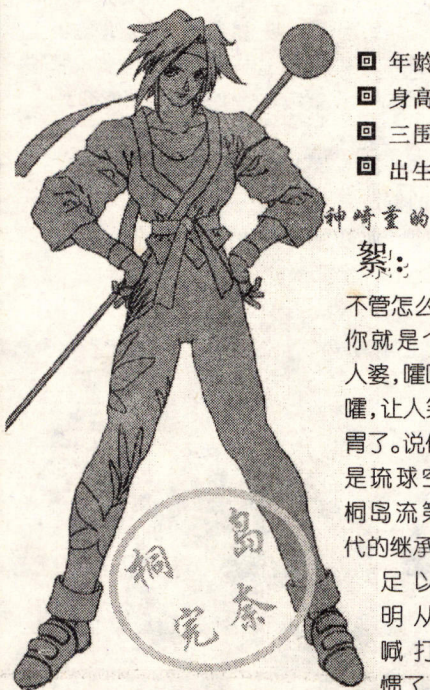 年龄
身高
三围
出生
神崎堇的
絮:
不管怎么
你就是个
人婆,嚯
嚯,让人
胃了。说
是琉球空
桐岛流第
代的继承
足以
明从
喊打
惯了
桐岛
完奈